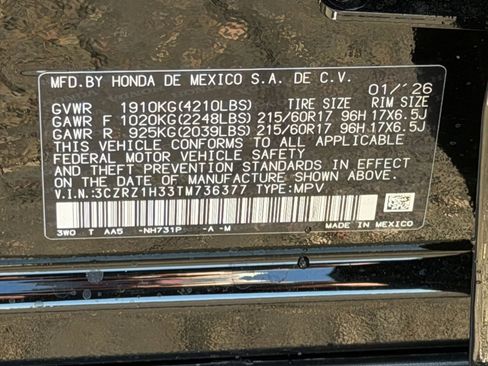 MFD.BY HONDA DE MEXICO S.A. DE C.V. 01/'26
GVWR 1910KG(4210LBS) TIRE SIZE RIM SIZE
GAWR F 1020KG(2248LBS) 215/60R17 96H 17X6.5J
GAWR R 925KG(2039LBS) 215/60R17 96H 17X6.5J
THIS VEHICLE CONFORMS TO ALL APPLICABLE
FEDERAL MOTOR VEHICLE SAFETY
AND THEFT PREVENTION STANDARDS IN
EFFECT ON THE DATE OF MANUFACTURE
SHOWN ABOVE.
V.I.N.:3CZRZ1H33TM736377 TYPE:MPV
3W0 T AA5 -NH731P -A -M
Made in Mexico